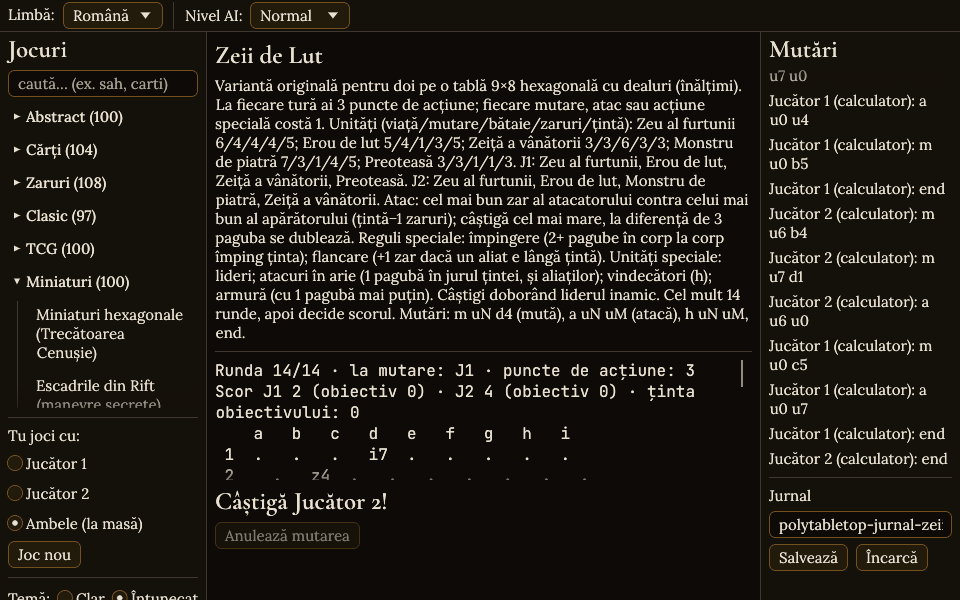 Limbă: Română Nivel AI: Normal
Jocuri
caută... (ex. sah, carti)
Abstract (100)
Cărți (104)
Zaruri (108)
Clasic (97)
TCG (100)
Miniaturi (100)
Miniaturi hexagonale
(Trecătoarea
Cenușie)
Escadrile din Rift
(manevre secrete)
Tu joci cu:
Jucător 1
Jucător 2
Ambele (la masă)
Joc nou
Temă: Clar Întunecat
Zeii de Lut
Variantă originală pentru doi pe o tablă 9×8 hexagonală cu dealuri (înălțimi).
La fiecare tură ai 3 puncte de acțiune; fiecare mutare, atac sau acțiune
specială costă 1. Unități (viață/mutare/bătaie/zaruri/țintă): Zeu al furtunii
6/4/4/4/5; Erou de lut 5/4/1/3/5; Zeiță a vânătorii 3/3/6/3/3; Monstru
de piatră 7/3/1/4/5; Preoteasă 3/3/1/1/3. J1: Zeu al furtunii, Erou de lut,
Zeiță a vânătorii, Preoteasă. J2: Zeu al furtunii, Erou de lut, Monstru de
piatră, Zeiță a vânătorii. Atac: cel mai bun zar al atacatorului contra celui mai
bun al apărătorului (țintă−1 zaruri); câștigă cel mai mare, la diferență de 3
paguba se dublează. Reguli speciale: împingere (2+ pagube în corp la corp
împing ținta); flancare (+1 zar dacă un aliat e lângă țintă). Unități speciale:
lideri; atacuri în arie (1 pagubă în jurul țintei, și aliaților); vindecători (h);
armură (cu 1 pagubă mai puțin). Câștigi doborând liderul inamic. Cel mult 14
runde, apoi decide scorul. Mutări: m uN d4 (mută), a uN uM (atacă), h uN uM,
end.
Runda 14/14 · la mutare: J1 · puncte de acțiune: 3
Scor J1 2 (obiectiv 0) · J2 4 (obiectiv 0) · ținta
obiectivului: 0
a b c d e f g h i
1 . . . i7 . . . . .
2 . z4 . . . . . . .
Câștigă Jucător 2!
Anulează mutarea
Mutări
u7 u0
Jucător 1 (calculator): a
u0 u4
Jucător 1 (calculator): m
u0 b5
Jucător 1 (calculator): end
Jucător 2 (calculator): m
u6 b4
Jucător 2 (calculator): m
u7 d1
Jucător 2 (calculator): a
u6 u0
Jucător 1 (calculator): m
u0 c5
Jucător 1 (calculator): a
u0 u7
Jucător 1 (calculator): end
Jucător 2 (calculator): end
Jurnal
polytabletop-jurnal-zei
Salvează Încarcă